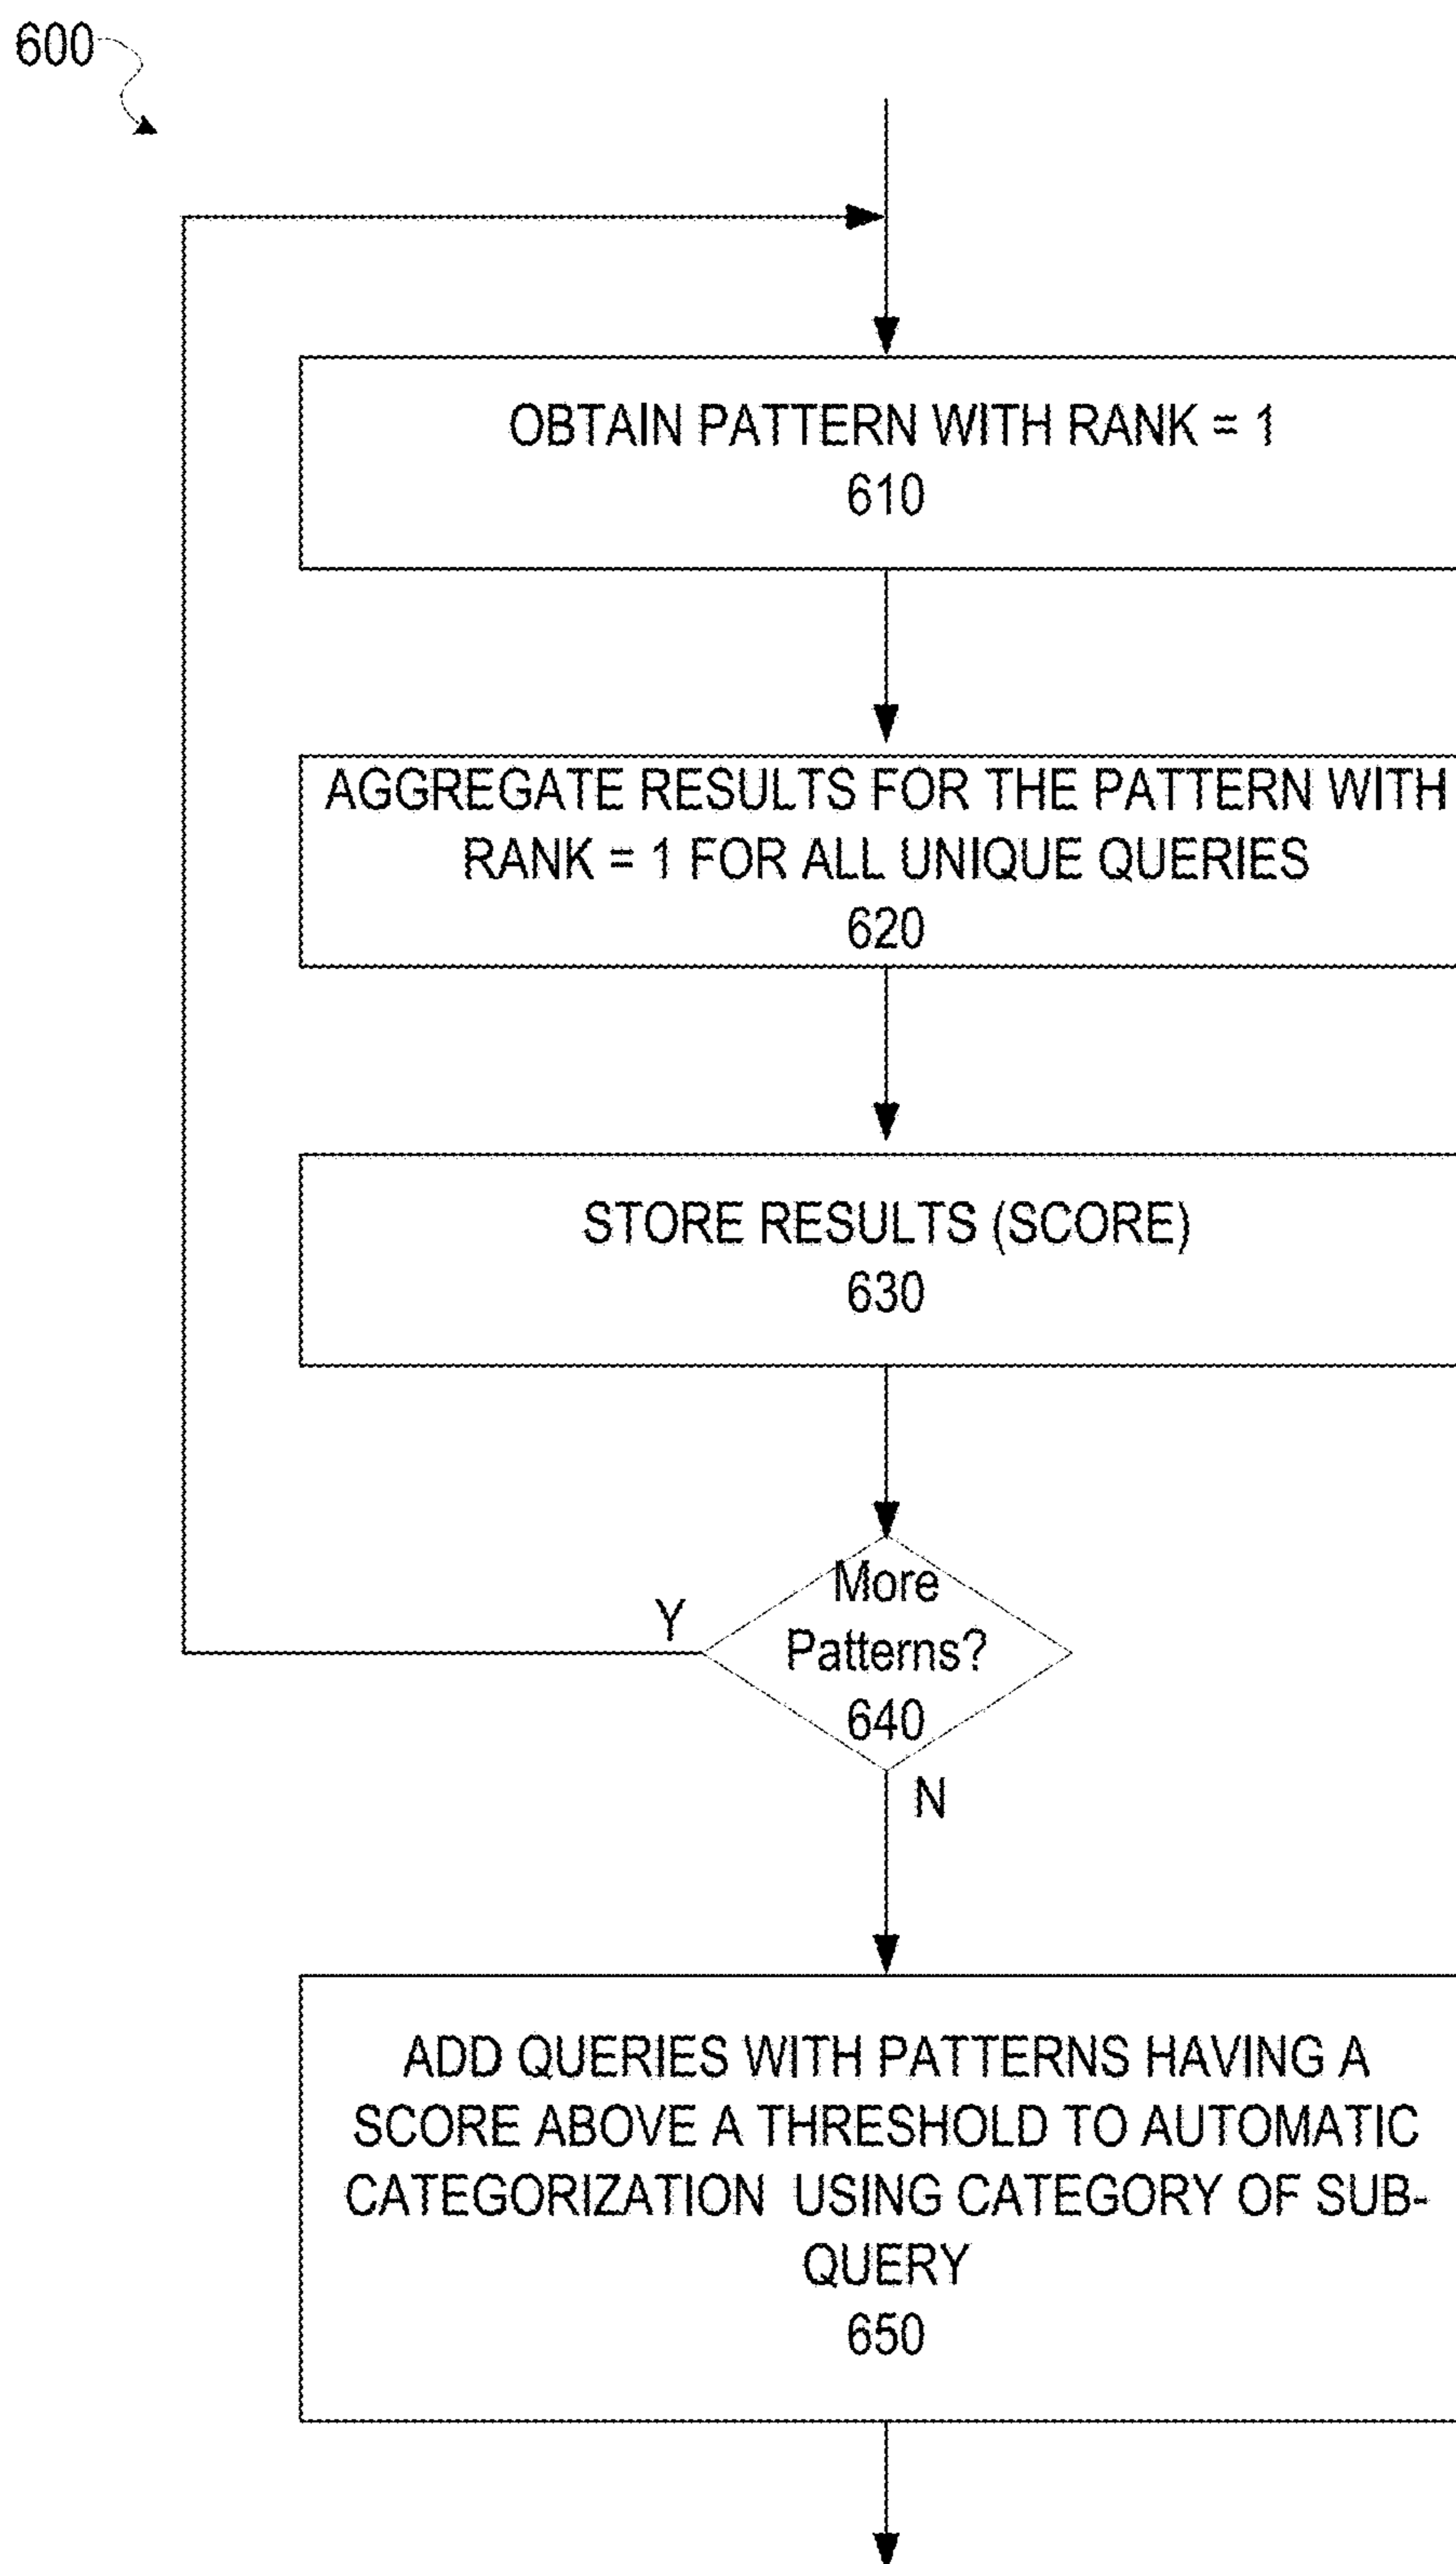 600
OBTAIN PATTERN WITH RANK = 1
610
AGGREGATE RESULTS FOR THE PATTERN WITH
RANK = 1 FOR ALL UNIQUE QUERIES
620
STORE RESULTS (SCORE)
630
More
Patterns?
640
Y
N
ADD QUERIES WITH PATTERNS HAVING A
SCORE ABOVE A THRESHOLD TO AUTOMATIC
CATEGORIZATION USING CATEGORY OF SUB-
QUERY
650